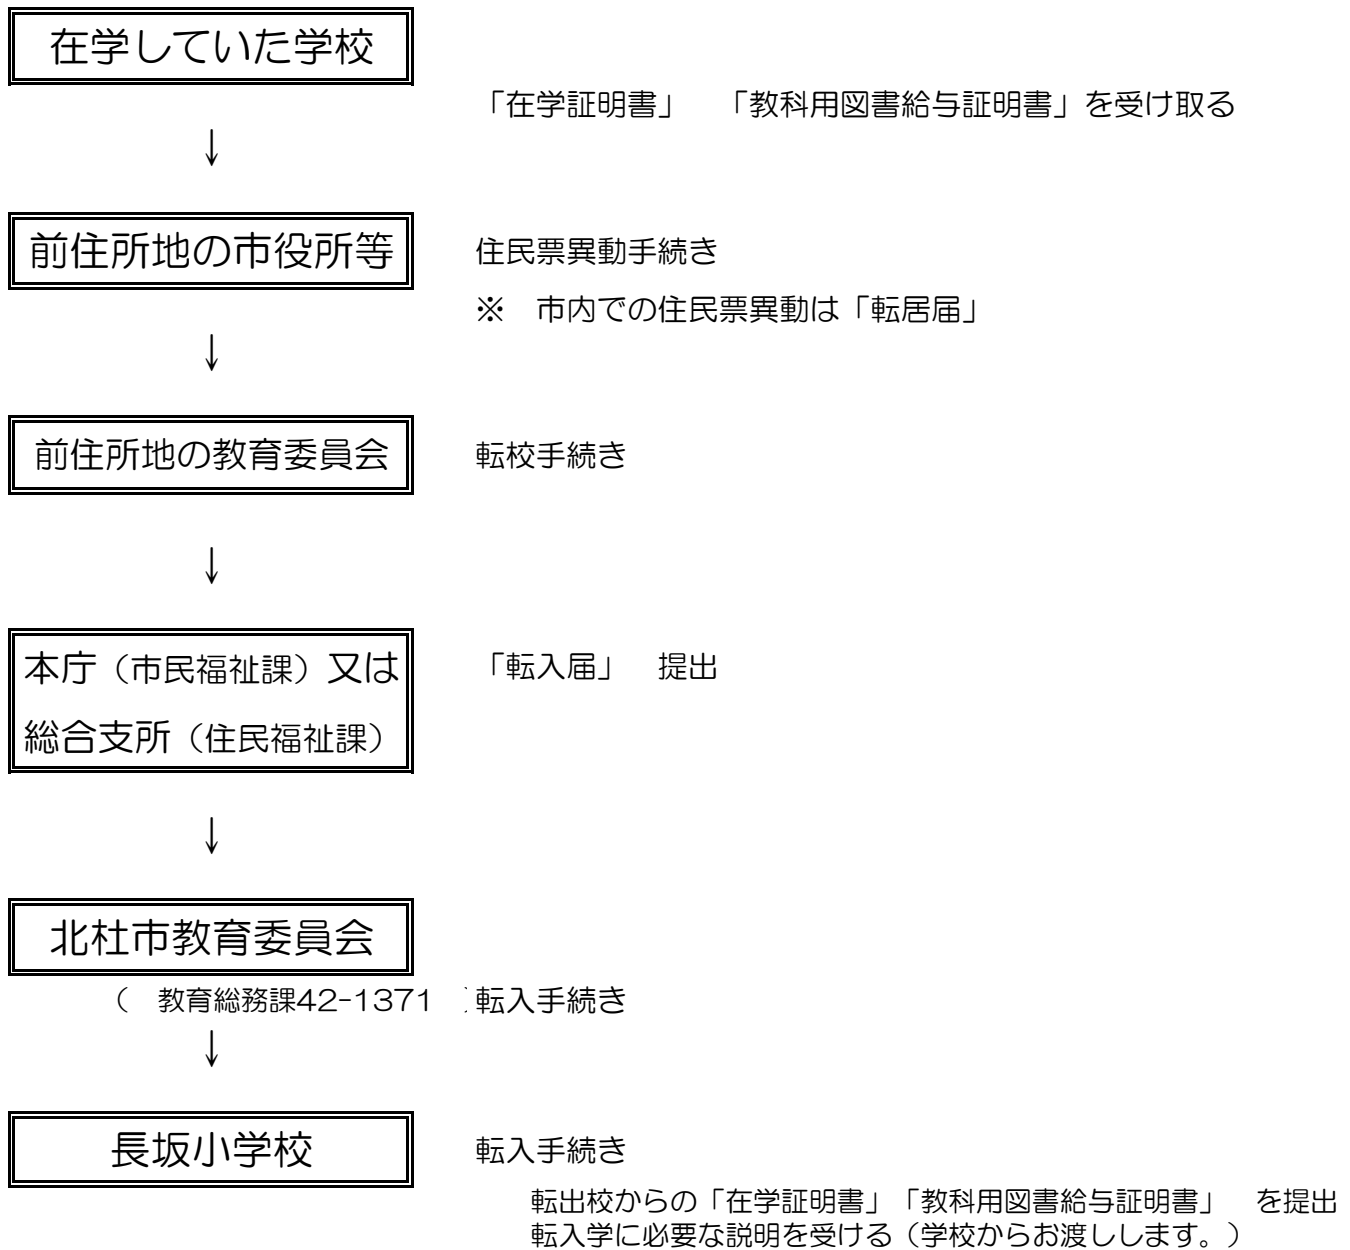 在学していた学校
「在学証明書」　「教科用図書給与証明書」を受け取る
↓
前住所地の市役所等　住民票異動手続き
※　市内での住民票異動は「転居届」
↓
前住所地の教育委員会　転校手続き
↓
本庁（市民福祉課）又は　「転入届」　提出
総合支所（住民福祉課）
↓
北杜市教育委員会
（　教育総務課42-1371　）転入手続き
↓
長坂小学校　転入手続き
転出校からの「在学証明書」「教科用図書給与証明書」　を提出
転入学に必要な説明を受ける（学校からお渡しします。）